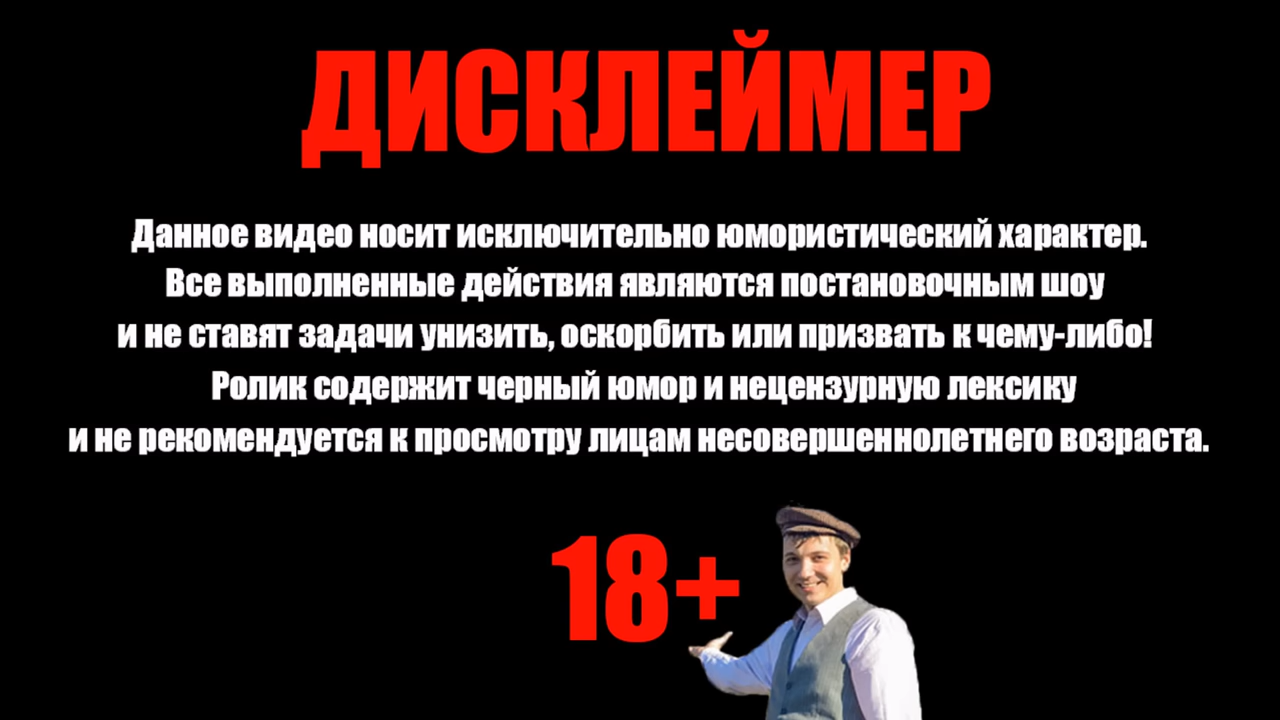 ДИСКЛЕЙМЕР
Данное видео носит исключительно юмористический характер.
Все выполненные действия являются постановочным шоу
и не ставят задачи унизить, оскорбить или призвать к чему-либо!
Ролик содержит черный юмор и нецензурную лексику
и не рекомендуется к просмотру лицам несовершеннолетнего возраста.
18+